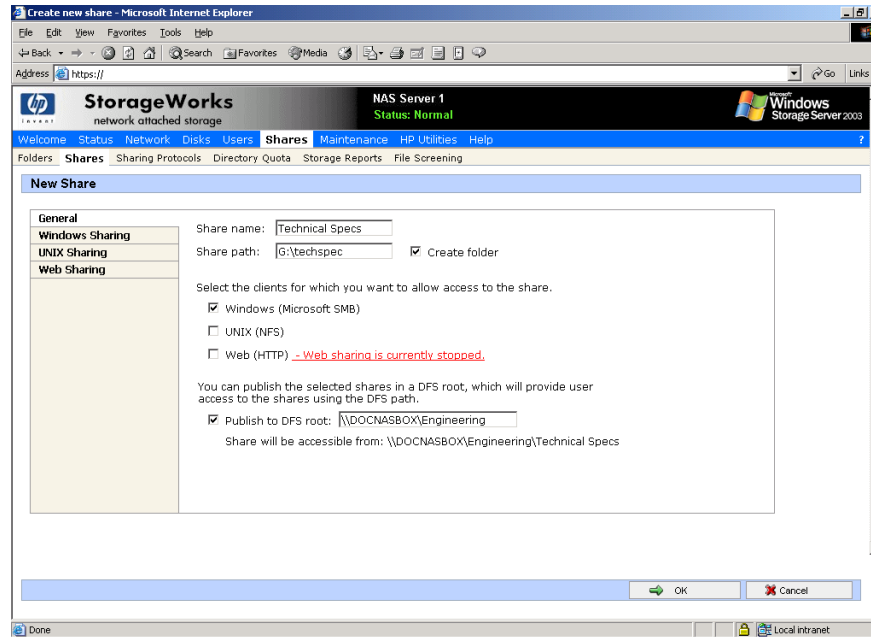 Create new share - Microsoft Internet Explorer
File Edit View Favorites Tools Help
Back Search Favorites Media
Address https:// Go Links
hp invent StorageWorks NAS Server 1 Microsoft Windows
network attached storage Status: Normal Storage Server 2003
Welcome Status Network Disks Users Shares Maintenance HP Utilities Help ?
Folders Shares Sharing Protocols Directory Quota Storage Reports File Screening
New Share
General
Windows Sharing
UNIX Sharing
Web Sharing
Share name: Technical Specs
Share path: G:\techspec Create folder
Select the clients for which you want to allow access to the share.
Windows (Microsoft SMB)
UNIX (NFS)
Web (HTTP) - Web sharing is currently stopped.
You can publish the selected shares in a DFS root, which will provide user
access to the shares using the DFS path.
Publish to DFS root: \\DOCNASBOX\Engineering
Share will be accessible from: \\DOCNASBOX\Engineering\Technical Specs
OK Cancel
Done Local intranet